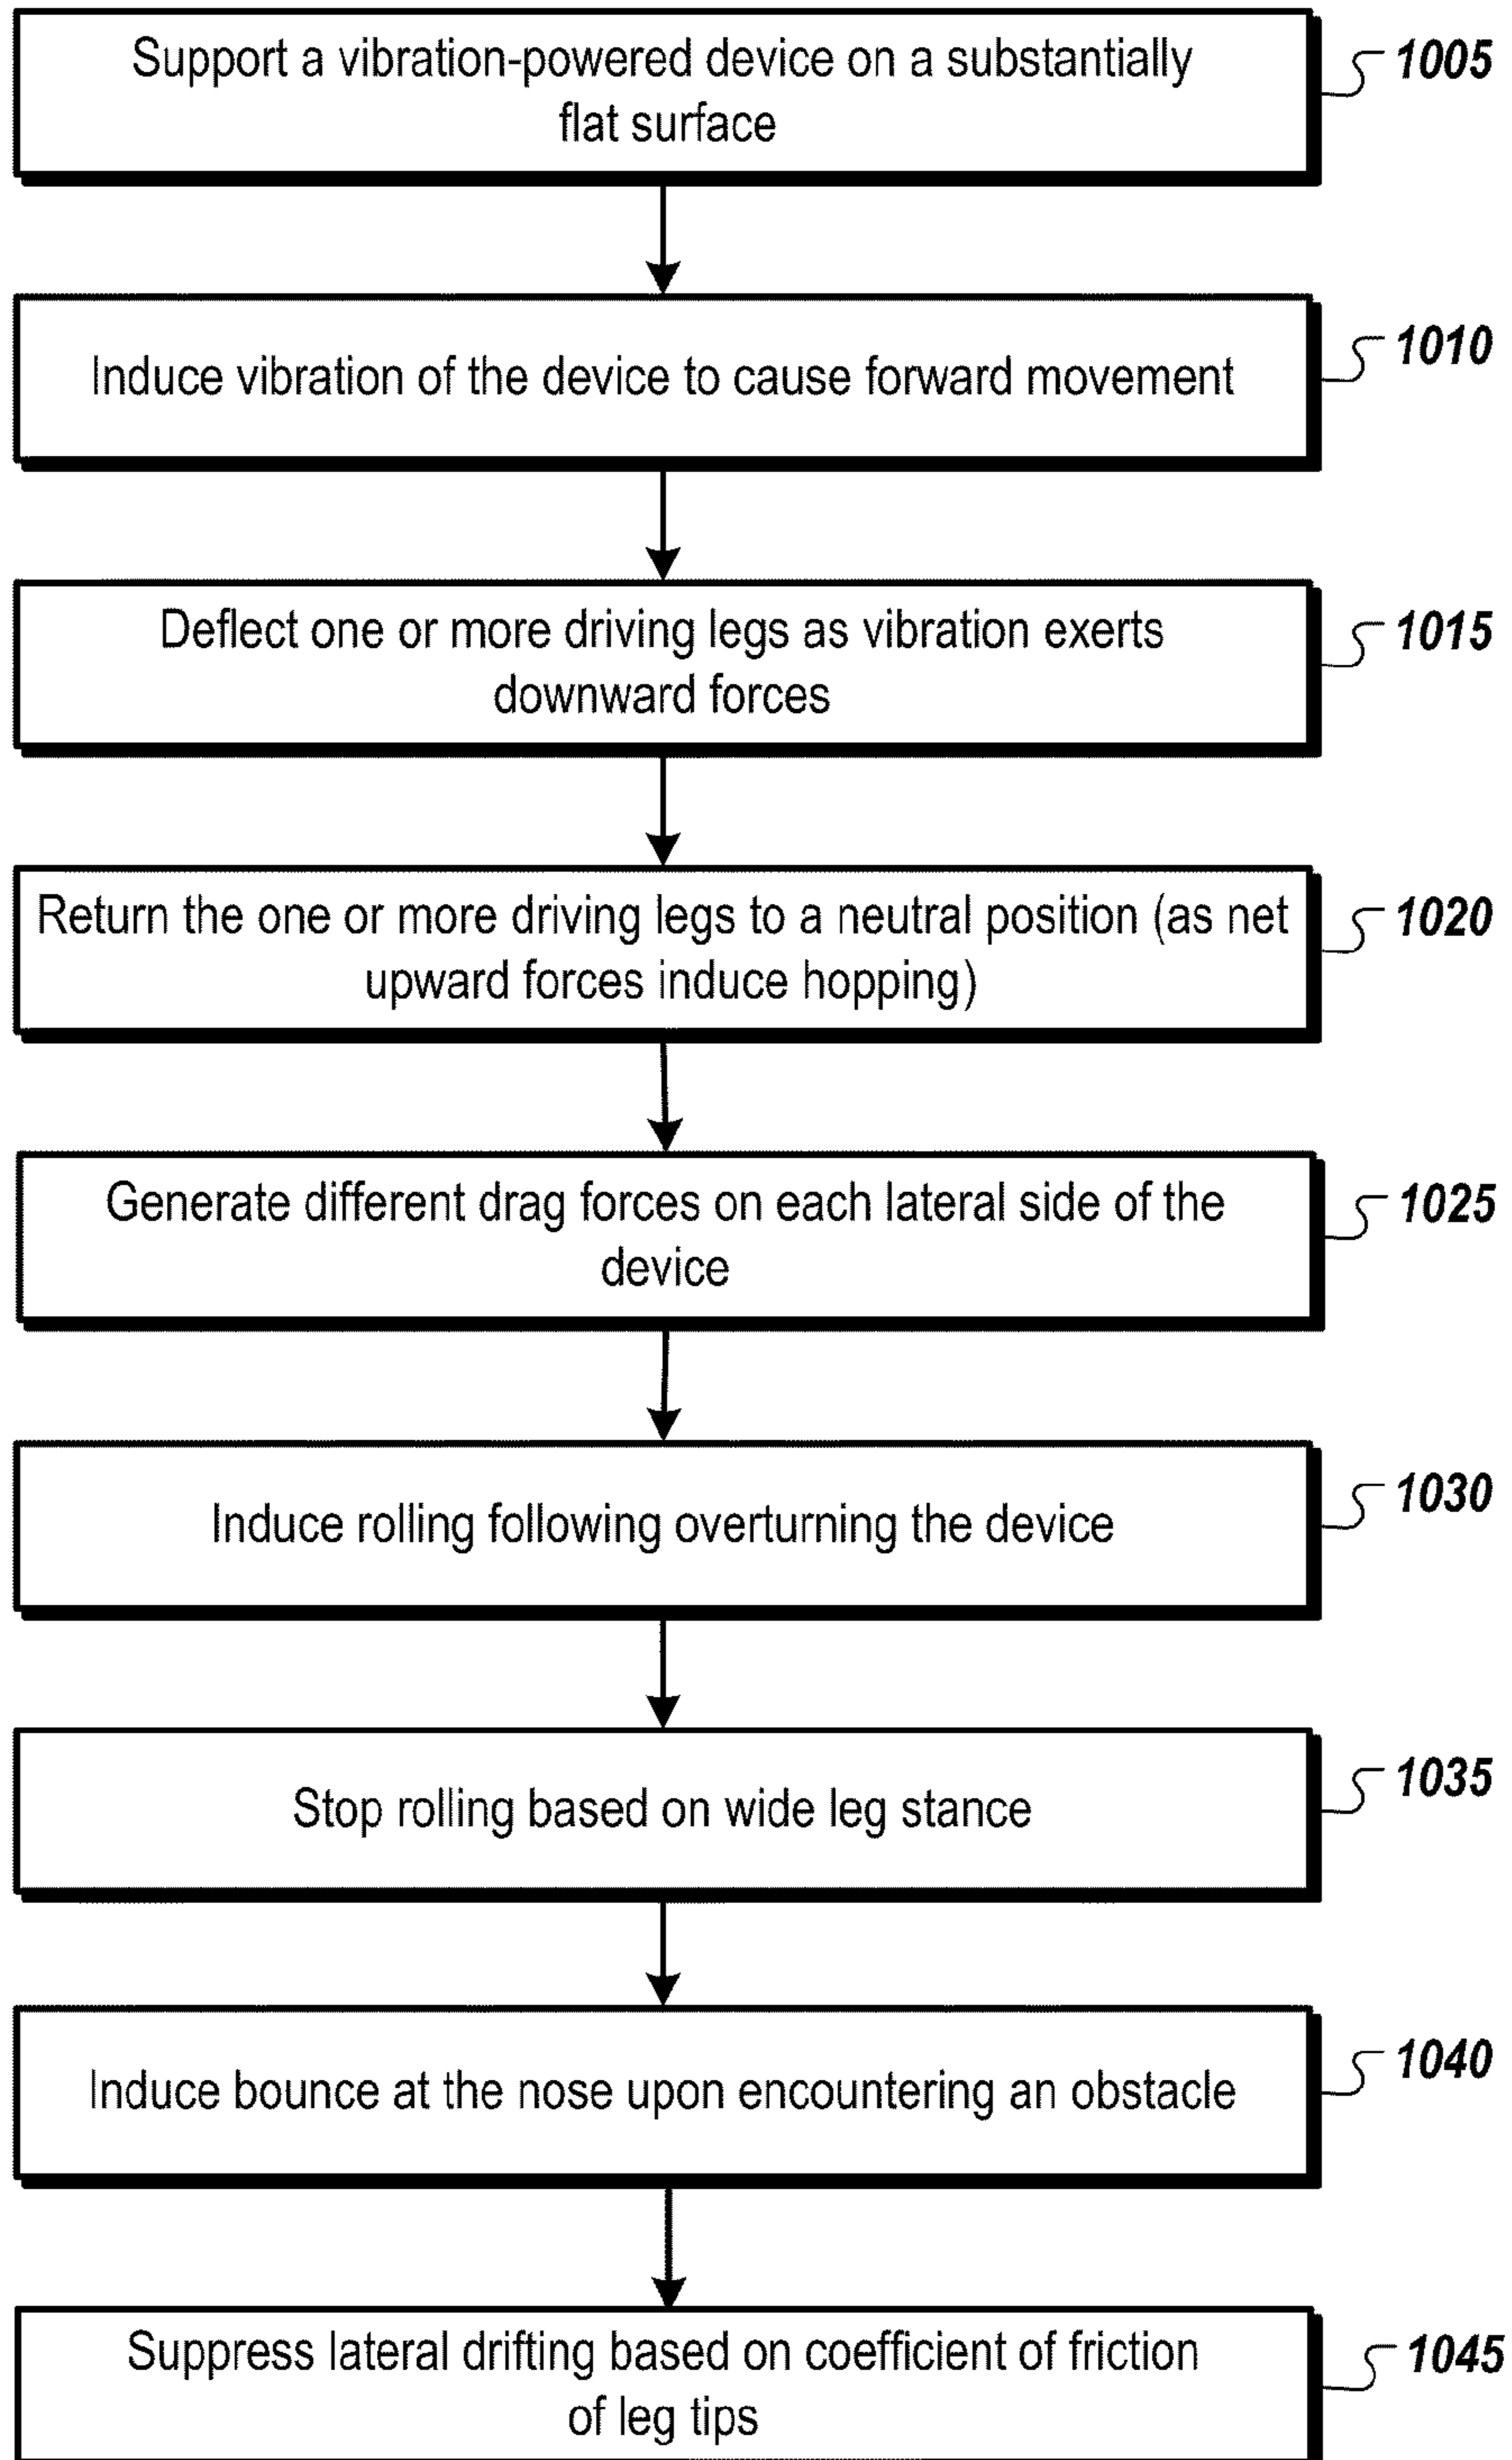 Support a vibration-powered device on a substantially
flat surface
1005
Induce vibration of the device to cause forward movement
1010
Deflect one or more driving legs as vibration exerts
downward forces
1015
Return the one or more driving legs to a neutral position (as net
upward forces induce hopping)
1020
Generate different drag forces on each lateral side of the
device
1025
Induce rolling following overturning the device
1030
Stop rolling based on wide leg stance
1035
Induce bounce at the nose upon encountering an obstacle
1040
Suppress lateral drifting based on coefficient of friction
of leg tips
1045